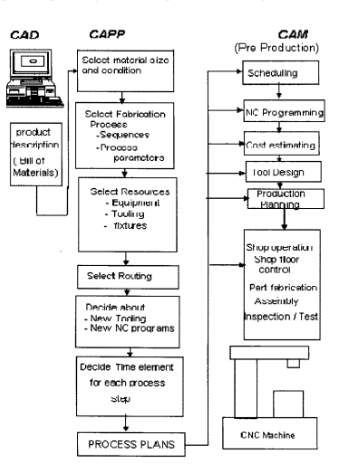 CAD
CAPP
CAM
(Pre Production)
product
description
( Bill of
Materials)
Select material size
and condition
Select Fabrication
Process
-Sequences
-Process
parameters
Select Resources
- Equipment
- Tooling
- fixtures
Select Routing
Decide about
- New Tooling
- New NC programs
Decide Time element
for each process
step
PROCESS PLANS
Scheduling
NC Programming
Cost estimating
Tool Design
Production
Planning
Shop operation
Shop floor
control
Part fabrication
Assembly
Inspection / Test
CNC Machine